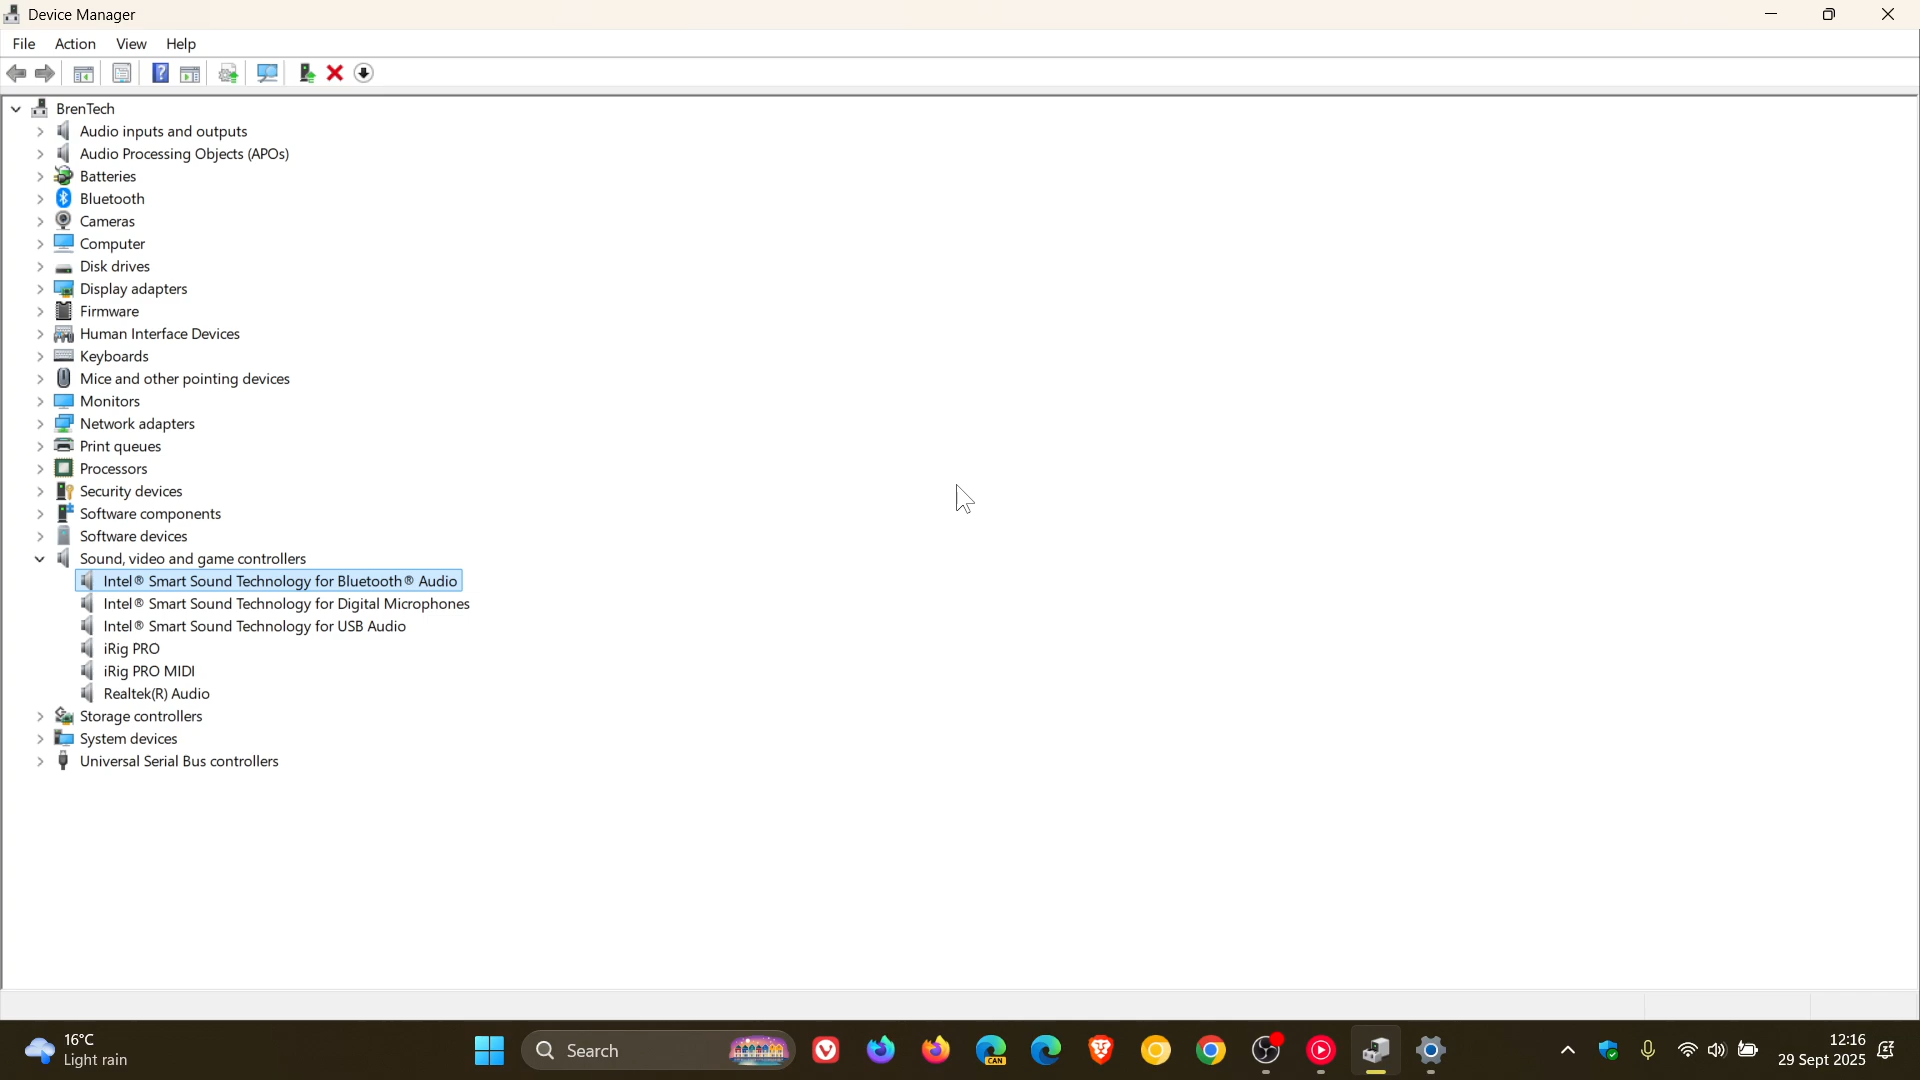 Device Manager
File Action View Help
BrenTech
Audio inputs and outputs
Audio Processing Objects (APOs)
Batteries
Bluetooth
Cameras
Computer
Disk drives
Display adapters
Firmware
Human Interface Devices
Keyboards
Mice and other pointing devices
Monitors
Network adapters
Print queues
Processors
Security devices
Software components
Software devices
Sound, video and game controllers
Intel® Smart Sound Technology for Bluetooth® Audio
Intel® Smart Sound Technology for Digital Microphones
Intel® Smart Sound Technology for USB Audio
iRig PRO
iRig PRO MIDI
Realtek(R) Audio
Storage controllers
System devices
Universal Serial Bus controllers
16°C
Light rain
Search
CAN
12:16
29 Sept 2025